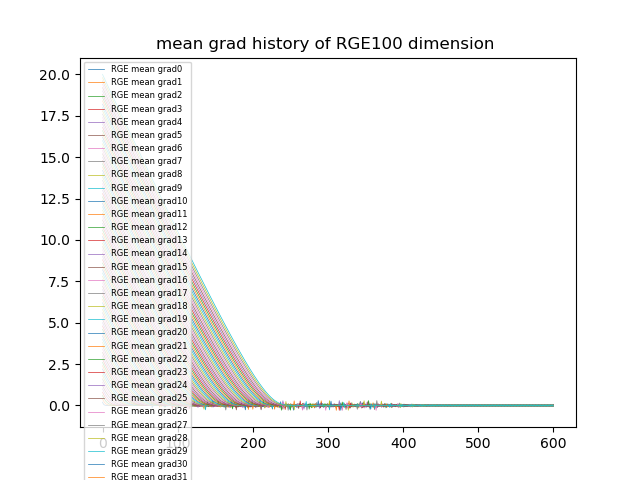 mean grad history of RGE100 dimension
20.0
17.5
15.0
12.5
10.0
7.5
5.0
2.5
0.0
RGE mean grad0
RGE mean grad1
RGE mean grad2
RGE mean grad3
RGE mean grad4
RGE mean grad5
RGE mean grad6
RGE mean grad7
RGE mean grad8
RGE mean grad9
RGE mean grad10
RGE mean grad11
RGE mean grad12
RGE mean grad13
RGE mean grad14
RGE mean grad15
RGE mean grad16
RGE mean grad17
RGE mean grad18
RGE mean grad19
RGE mean grad20
RGE mean grad21
RGE mean grad22
RGE mean grad23
RGE mean grad24
RGE mean grad25
RGE mean grad26
RGE mean grad27
RGE mean grad28
RGE mean grad29
RGE mean grad30
RGE mean grad31
0 100 200 300 400 500 600